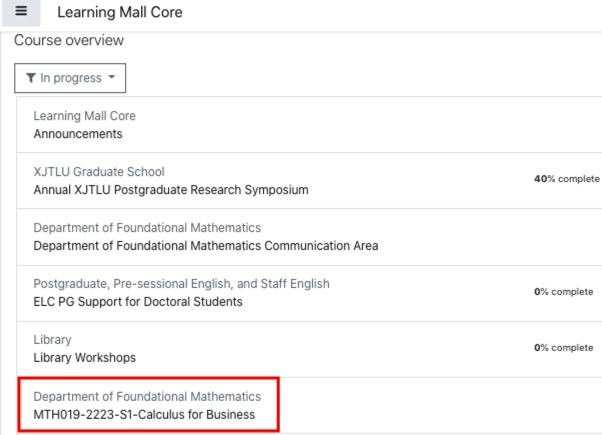 Learning Mall Core
Course overview
In progress
Learning Mall Core
Announcements
XJTLU Graduate School
Annual XJTLU Postgraduate Research Symposium
40% complete
Department of Foundational Mathematics
Department of Foundational Mathematics Communication Area
Postgraduate, Pre-sessional English, and Staff English
ELC PG Support for Doctoral Students
0% complete
Library
Library Workshops
0% complete
Department of Foundational Mathematics
MTH019-2223-S1-Calculus for Business